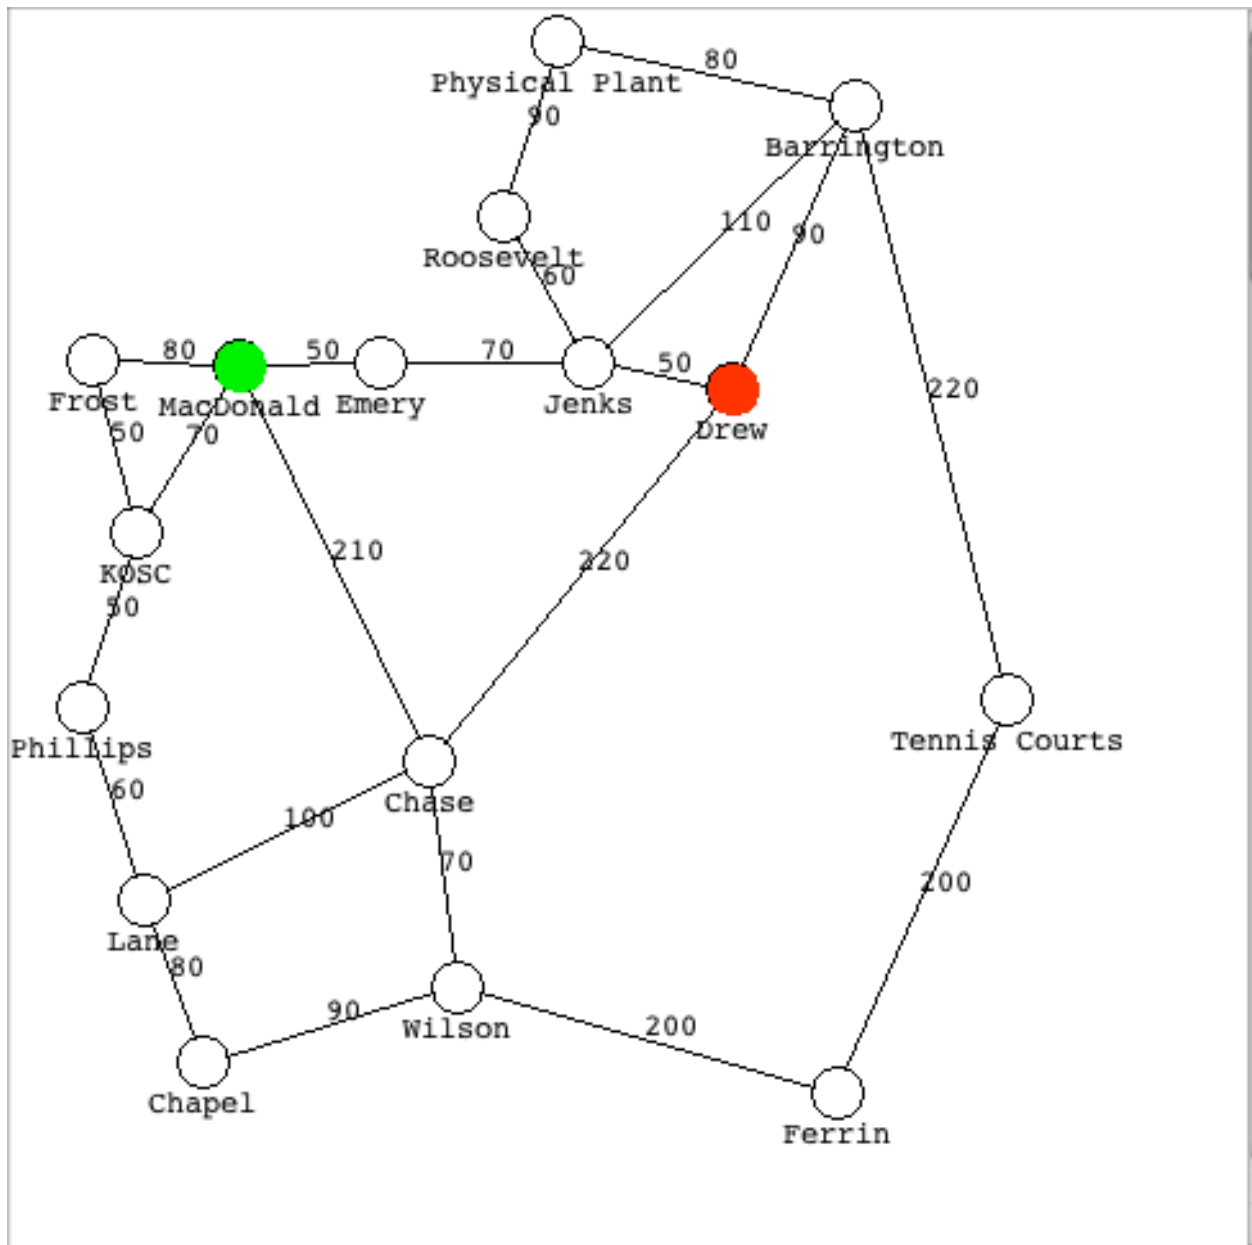 80
Physical Plant
90
Barrington
110
90
Roosevelt
60
80
50
70
50
220
Frost
MacDonald
Emery
Jenks
Drew
50
70
210
220
KOSC
50
Phillips
Tennis Courts
60
Chase
100
70
200
Lane
80
90
Wilson
200
Chapel
Ferrin